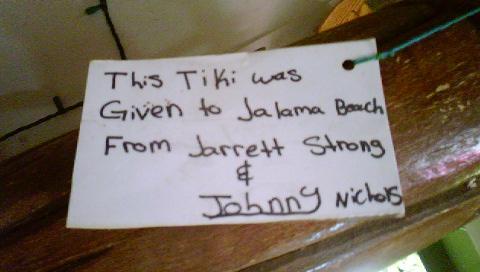 This Tiki was
Given to Jalama Beach
From Jarrett Strong
&
Johnny Nichols